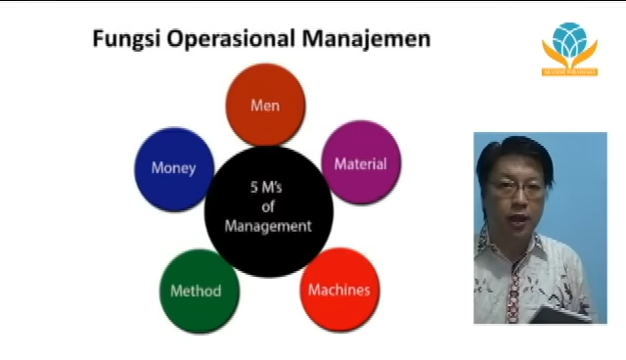 Fungsi Operasional Manajemen
Men
Money
Material
5 M's
of
Management
Method
Machines